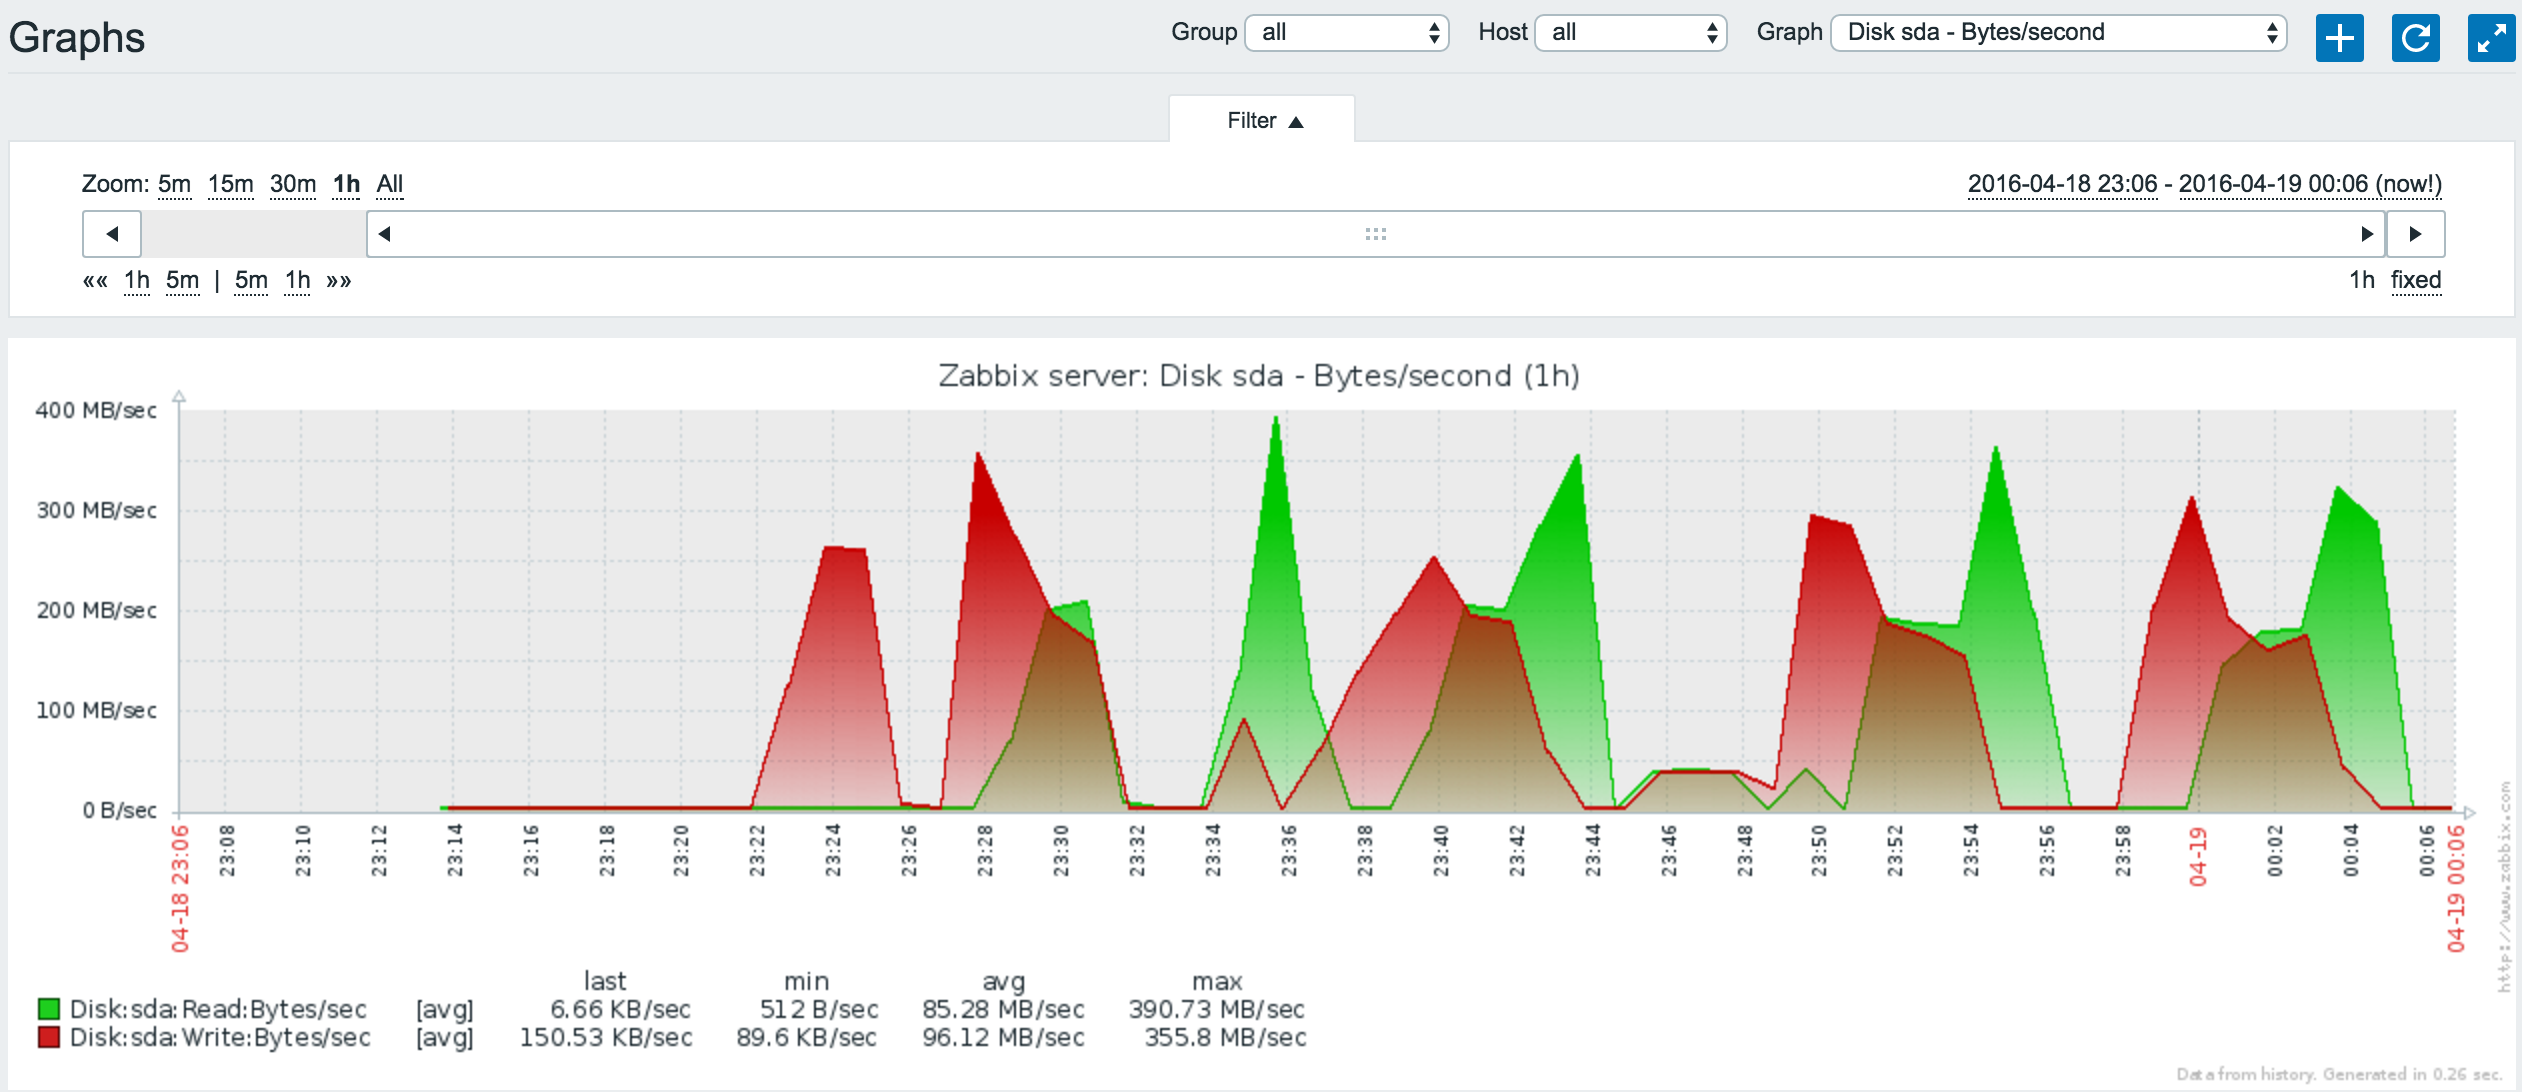 Graphs Group all Host all Graph Disk sda - Bytes/second
Filter ▲
Zoom: 5m 15m 30m 1h All 2016-04-18 23:06 - 2016-04-19 00:06 (now!)
«« 1h 5m | 5m 1h »» 1h fixed
Zabbix server: Disk sda - Bytes/second (1h)
400 MB/sec
300 MB/sec
200 MB/sec
100 MB/sec
0 B/sec
04-18 23:06 23:08 23:10 23:12 23:14 23:16 23:18 23:20 23:22 23:24 23:26 23:28 23:30 23:32 23:34 23:36 23:38 23:40 23:42 23:44 23:46 23:48 23:50 23:52 23:54 23:56 23:58 04-19 00:02 00:04 00:06 04-19 00:06
http://www.zabbix.com
last min avg max
Disk:sda:Read:Bytes/sec [avg] 6.66 KB/sec 512 B/sec 85.28 MB/sec 390.73 MB/sec
Disk:sda:Write:Bytes/sec [avg] 150.53 KB/sec 89.6 KB/sec 96.12 MB/sec 355.8 MB/sec
Data from history. Generated in 0.26 sec.